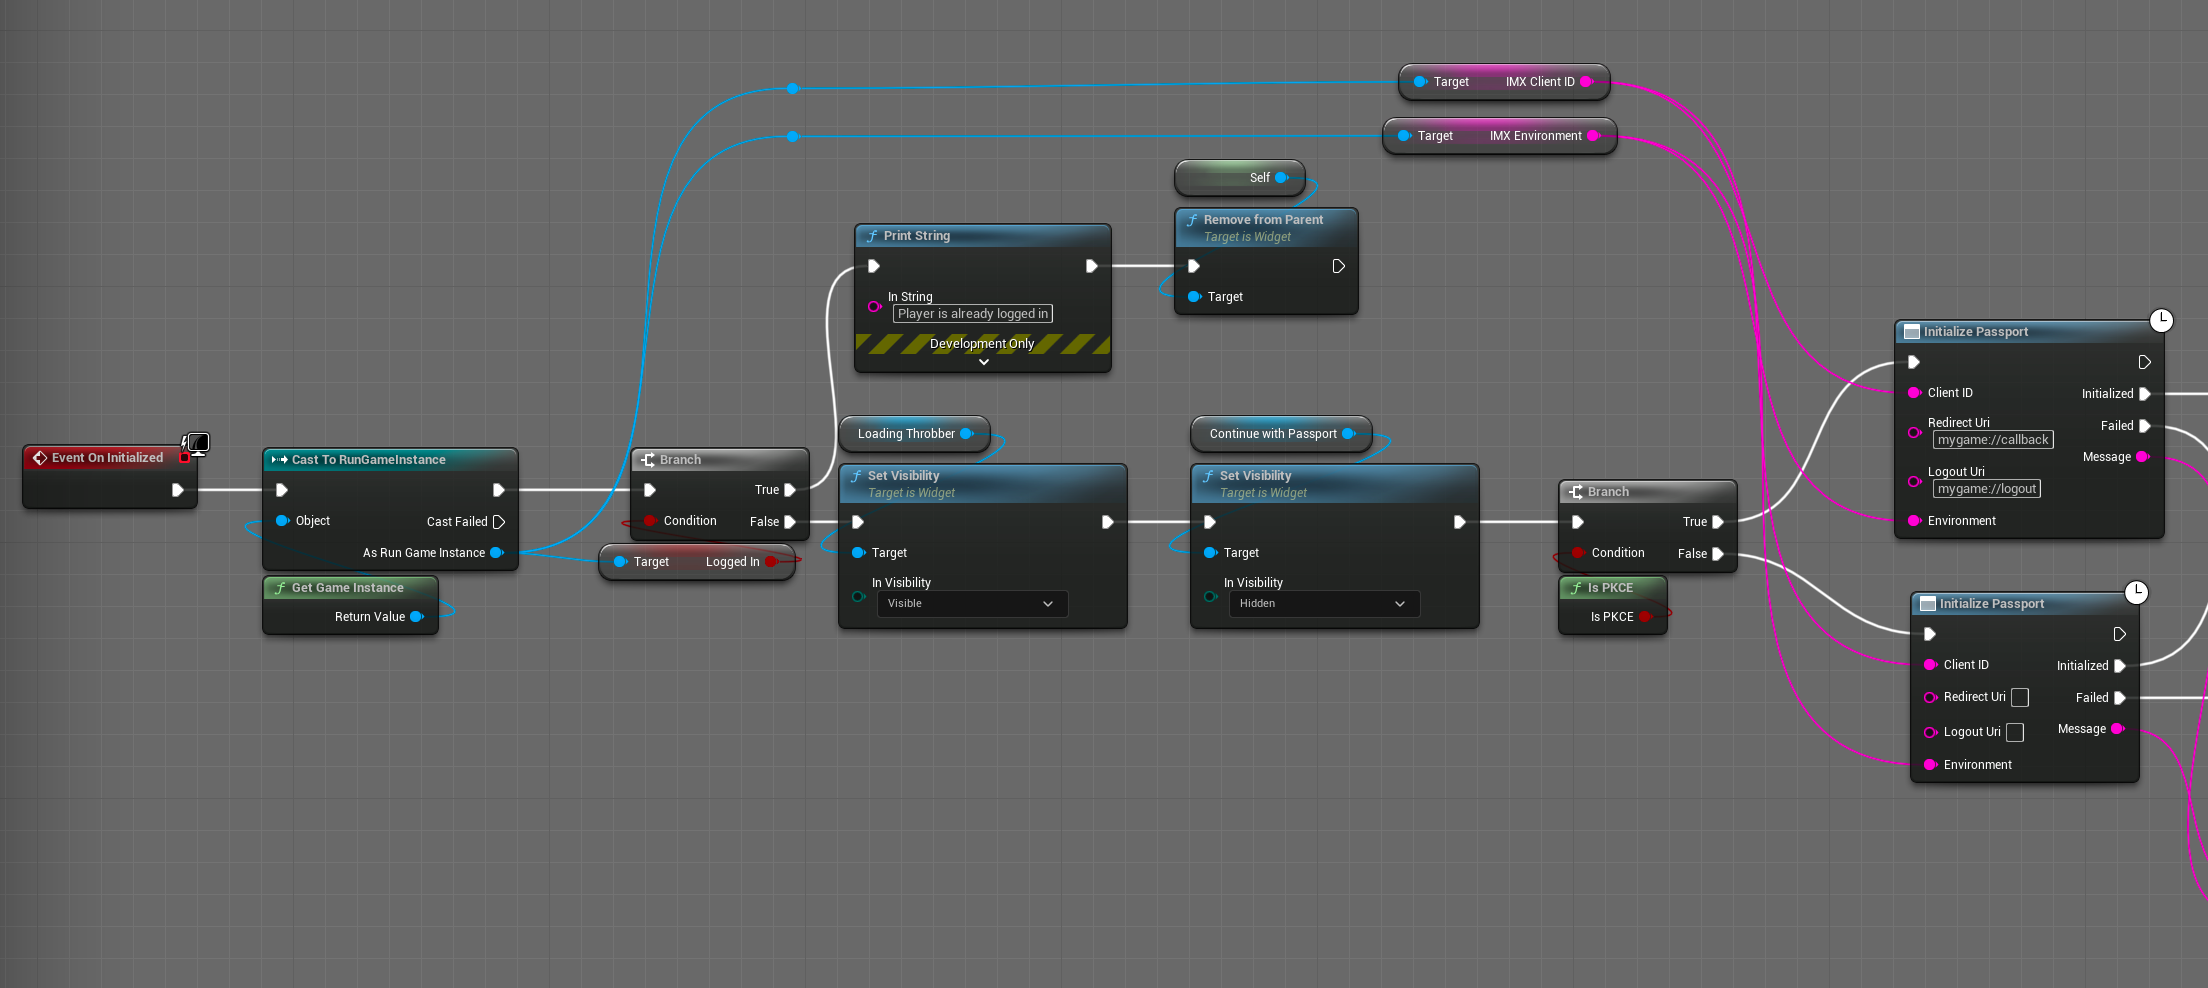 Event On Initialized
Cast To RunGameInstance
Object
Cast Failed
As Run Game Instance
Get Game Instance
Return Value
Branch
True
Condition
False
Target
Logged In
Print String
In String
Player is already logged in
Development Only
Self
Remove from Parent
Target is Widget
Target
Loading Throbber
Set Visibility
Target is Widget
Target
In Visibility
Visible
Continue with Passport
Set Visibility
Target is Widget
Target
In Visibility
Hidden
Target
IMX Client ID
Target
IMX Environment
Branch
True
Condition
False
Is PKCE
Is PKCE
Initialize Passport
Client ID
Initialized
Redirect Uri
mygame://callback
Failed
Message
Logout Uri
mygame://logout
Environment
Initialize Passport
Client ID
Initialized
Redirect Uri
Failed
Logout Uri
Message
Environment